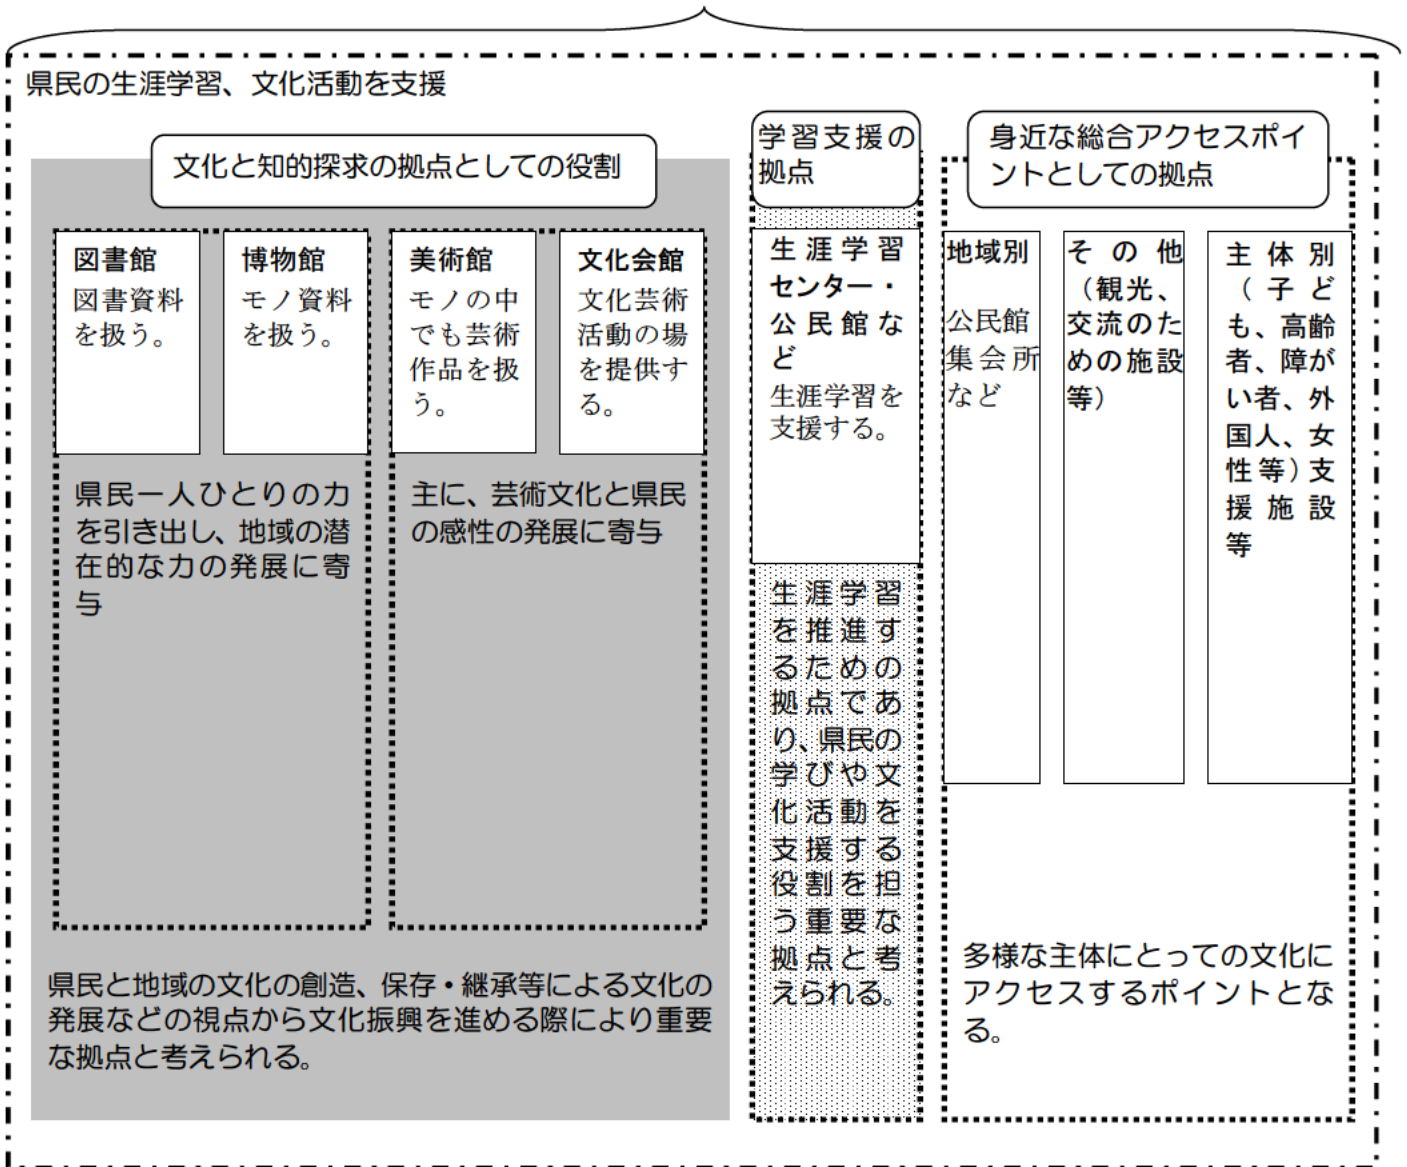 県民の生涯学習、文化活動を支援
文化と知的探求の拠点としての役割
図書館
図書資料
を扱う。
博物館
モノ資料
を扱う。
美術館
モノの中
でも芸術
作品を扱
う。
文化会館
文化芸術
活動の場
を提供す
る。
県民一人ひとりの力
を引き出し、地域の潜
在的な力の発展に寄
与
主に、芸術文化と県民
の感性の発展に寄与
県民と地域の文化の創造、保存・継承等による文化の
発展などの視点から文化振興を進める際により重要
な拠点と考えられる。
学習支援の
拠点
生涯学習
センター・
公民館な
ど
生涯学習を
支援する。
生涯学習
を推進す
るための
拠点であ
り、県民の
学びや文
化活動を
支援する
役割を担
う重要な
拠点と考
えられる。
身近な総合アクセスポイ
ントとしての拠点
地域別
公民館
集会所
など
その他
（観光、
交流のた
めの施設
等）
主体別
（子ど
も、高齢
者、障が
い者、外
国人、女
性等）支
援施設
等
多様な主体にとっての文化に
アクセスするポイントとな
る。